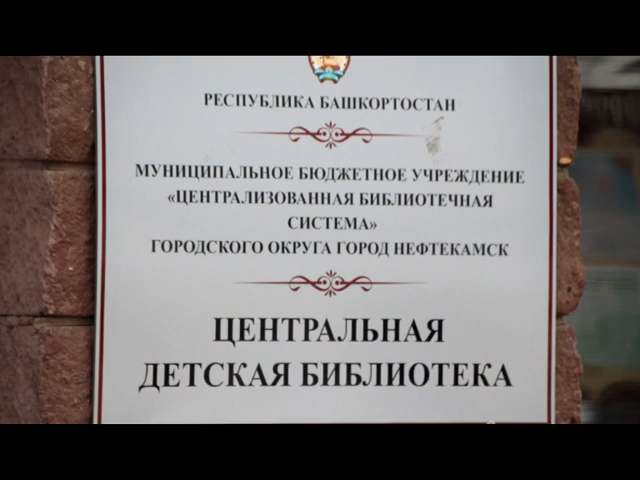 РЕСПУБЛИКА БАШКОРТОСТАН
МУНИЦИПАЛЬНОЕ БЮДЖЕТНОЕ УЧРЕЖДЕНИЕ
«ЦЕНТРАЛИЗОВАННАЯ БИБЛИОТЕЧНАЯ
СИСТЕМА»
ГОРОДСКОГО ОКРУГА ГОРОД НЕФТЕКАМСК
ЦЕНТРАЛЬНАЯ
ДЕТСКАЯ БИБЛИОТЕКА